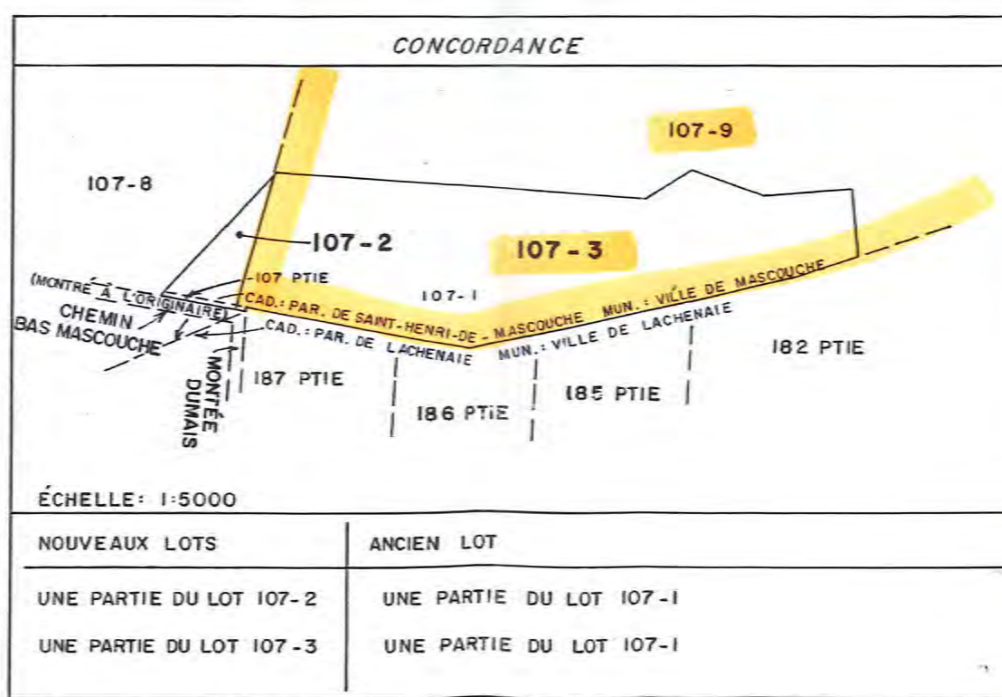 CONCORDANCE
107-9
107-8
107-2
107-3
107 PTIE
107-1
(MONTRÉ À L'ORIGINAIRE)
CHEMIN
BAS MASCOUCHE
CAD.: PAR. DE SAINT-HENRI-DE-MASCOUCHE MUN.: VILLE DE MASCOUCHE
CAD.: PAR. DE LACHENAIE MUN.: VILLE DE LACHENAIE
MONTÉE
DUMAIS
187 PTIE
186 PTIE
185 PTIE
182 PTIE
ÉCHELLE: 1:5000
NOUVEAUX LOTS
ANCIEN LOT
UNE PARTIE DU LOT 107-2
UNE PARTIE DU LOT 107-1
UNE PARTIE DU LOT 107-3
UNE PARTIE DU LOT 107-1